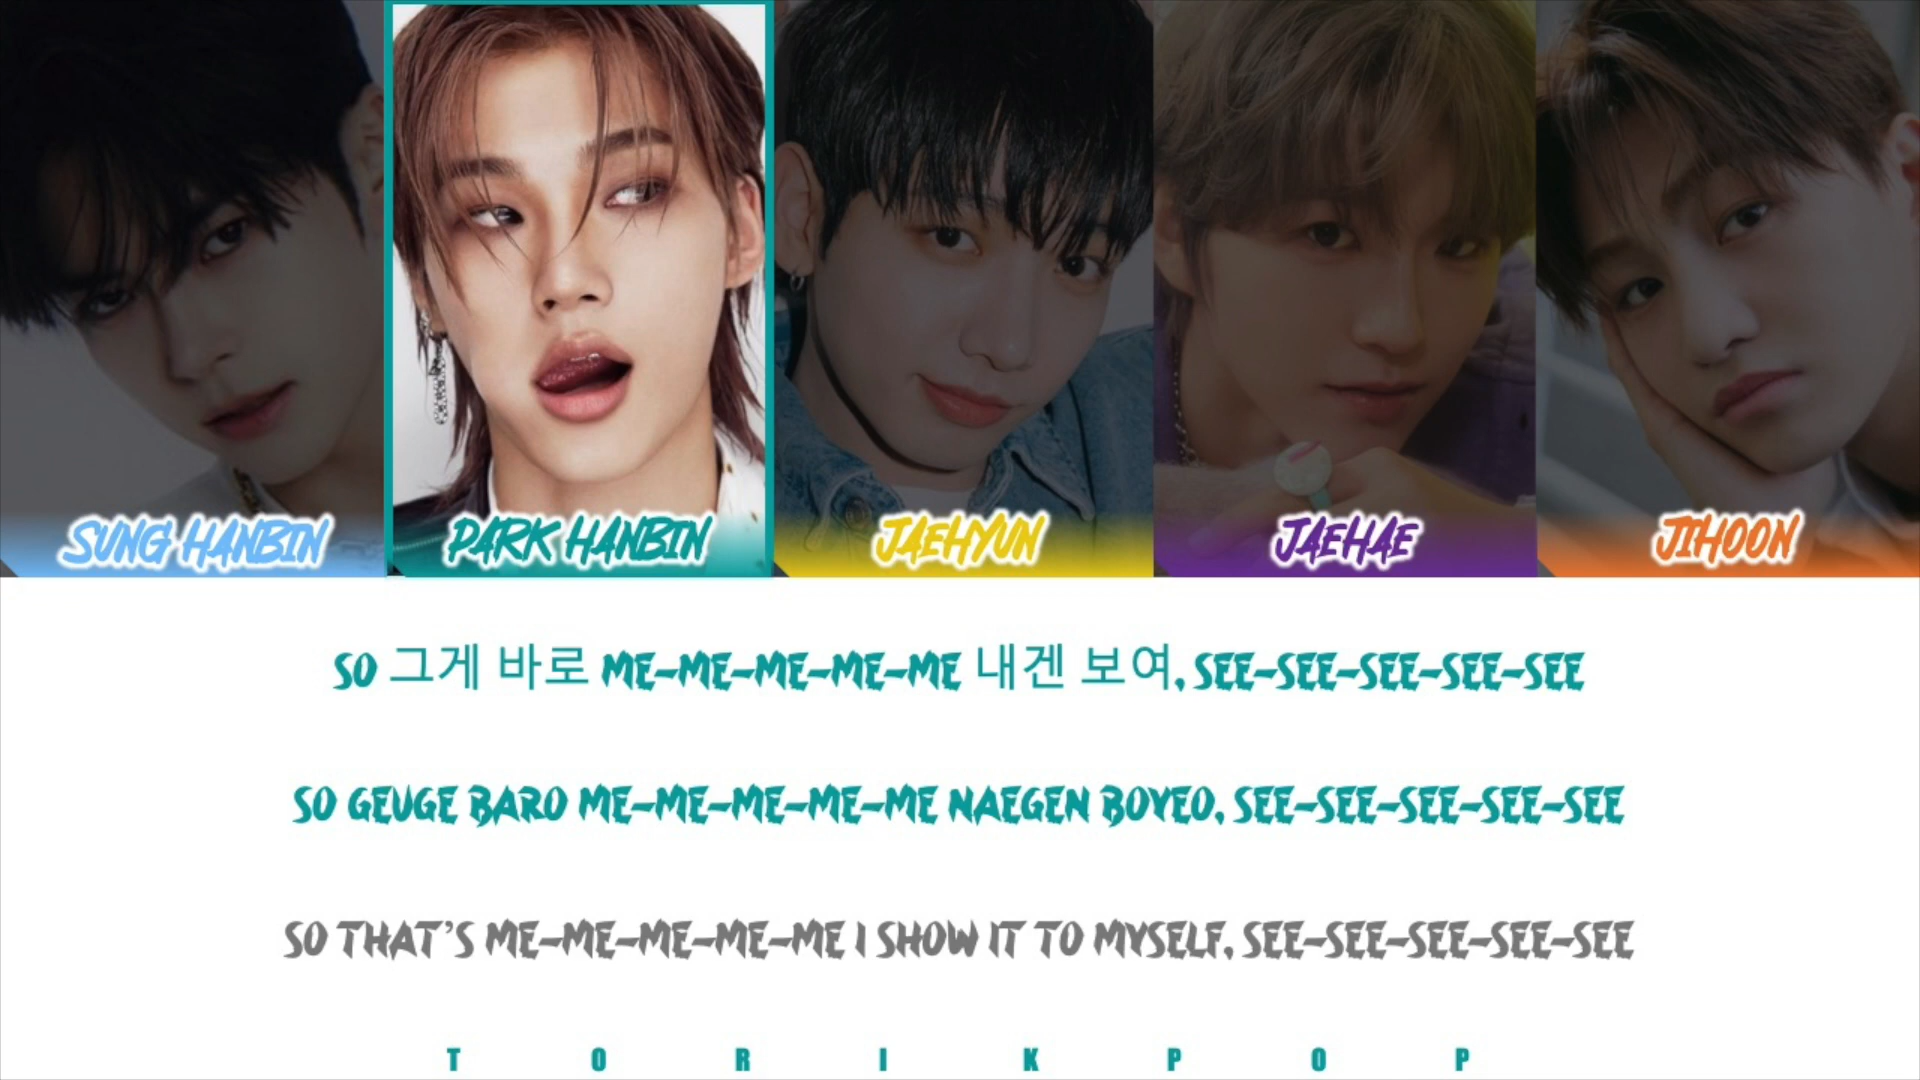 SUNG HANBIN PARK HANBIN JAEHYUN JAEHAE JIHOON
SO 그게 바로 ME-ME-ME-ME-ME 내겐 보여, SEE-SEE-SEE-SEE-SEE
SO GEUGE BARO ME-ME-ME-ME-ME NAEGEN BOYEO, SEE-SEE-SEE-SEE-SEE
SO THAT'S ME-ME-ME-ME-ME I SHOW IT TO MYSELF, SEE-SEE-SEE-SEE-SEE
T O R I K P O P